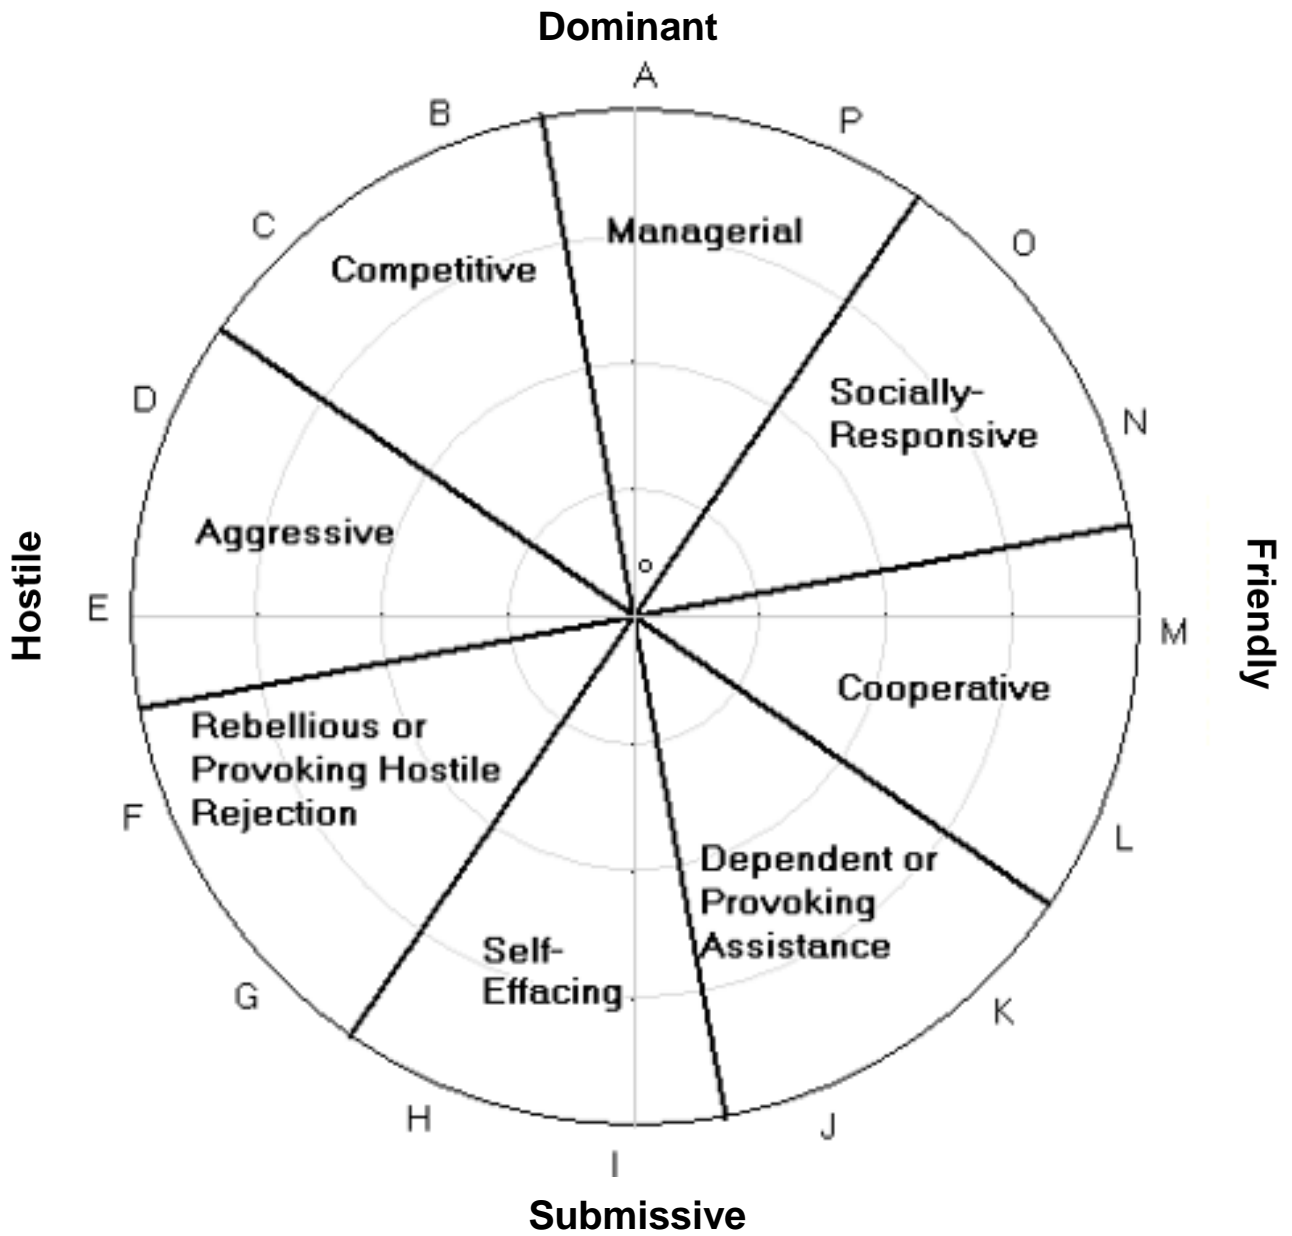 Dominant
A
B
P
C
O
Managerial
Competitive
D
Socially-
Responsive
N
Aggressive
Hostile
Friendly
E
M
Cooperative
Rebellious or
Provoking Hostile
Rejection
F
L
Dependent or
Provoking
Assistance
Self-
Effacing
G
K
H
J
I
Submissive